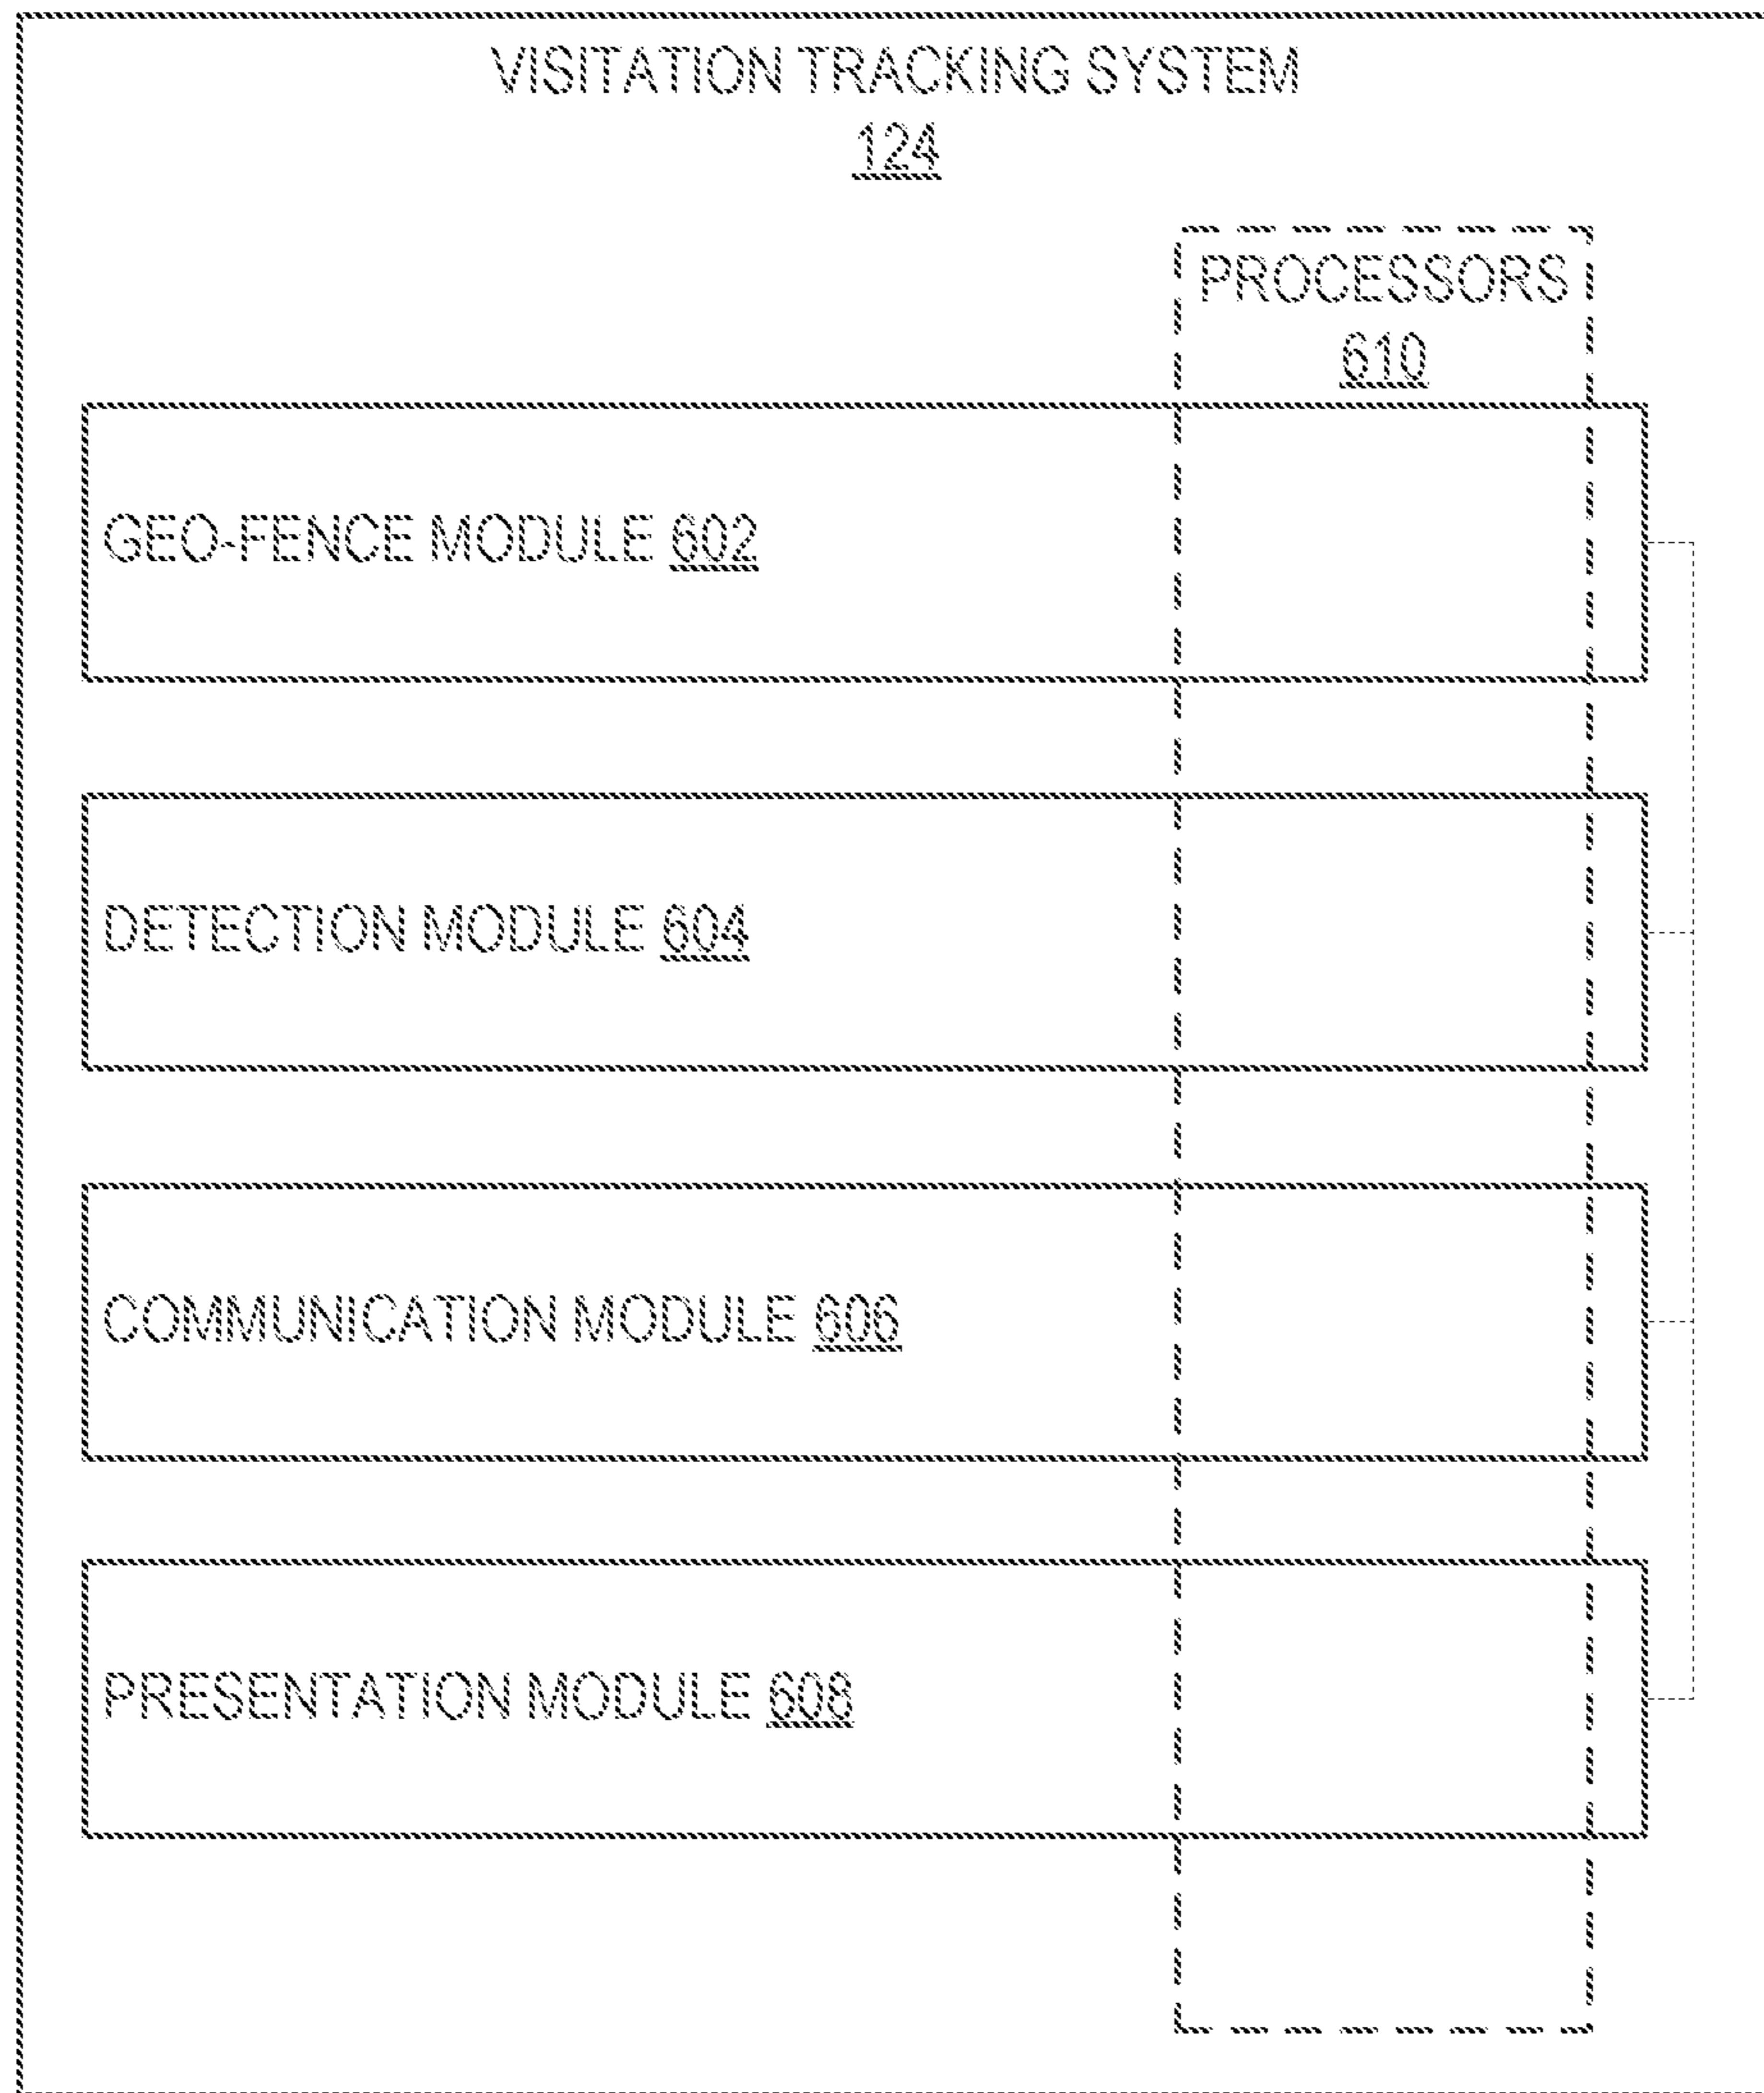 VISITATION TRACKING SYSTEM
124
PROCESSORS
610
GEO-FENCE MODULE 602
DETECTION MODULE 604
COMMUNICATION MODULE 606
PRESENTATION MODULE 608